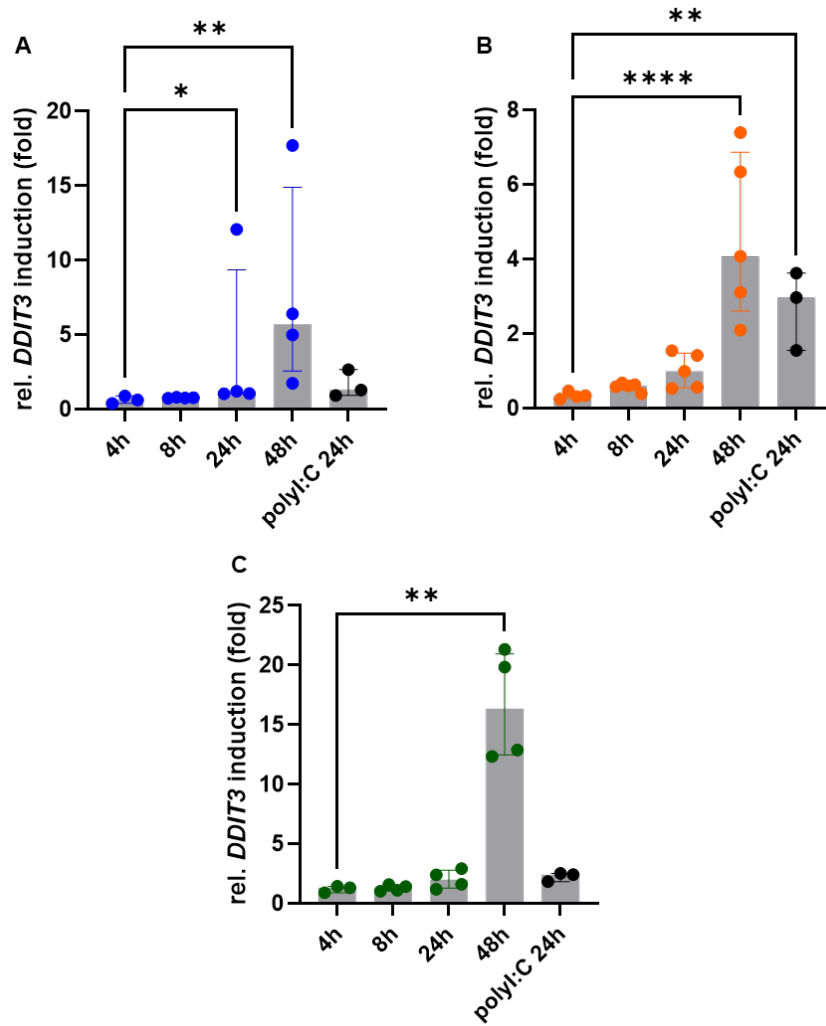 A
**
*
rel. DDIT3 induction (fold)
20
15
10
5
0
4h
8h
24h
48h
polyI:C 24h
B
**
****
rel. DDIT3 induction (fold)
8
6
4
2
0
4h
8h
24h
48h
polyI:C 24h
C
**
rel. DDIT3 induction (fold)
25
20
15
10
5
0
4h
8h
24h
48h
polyI:C 24h